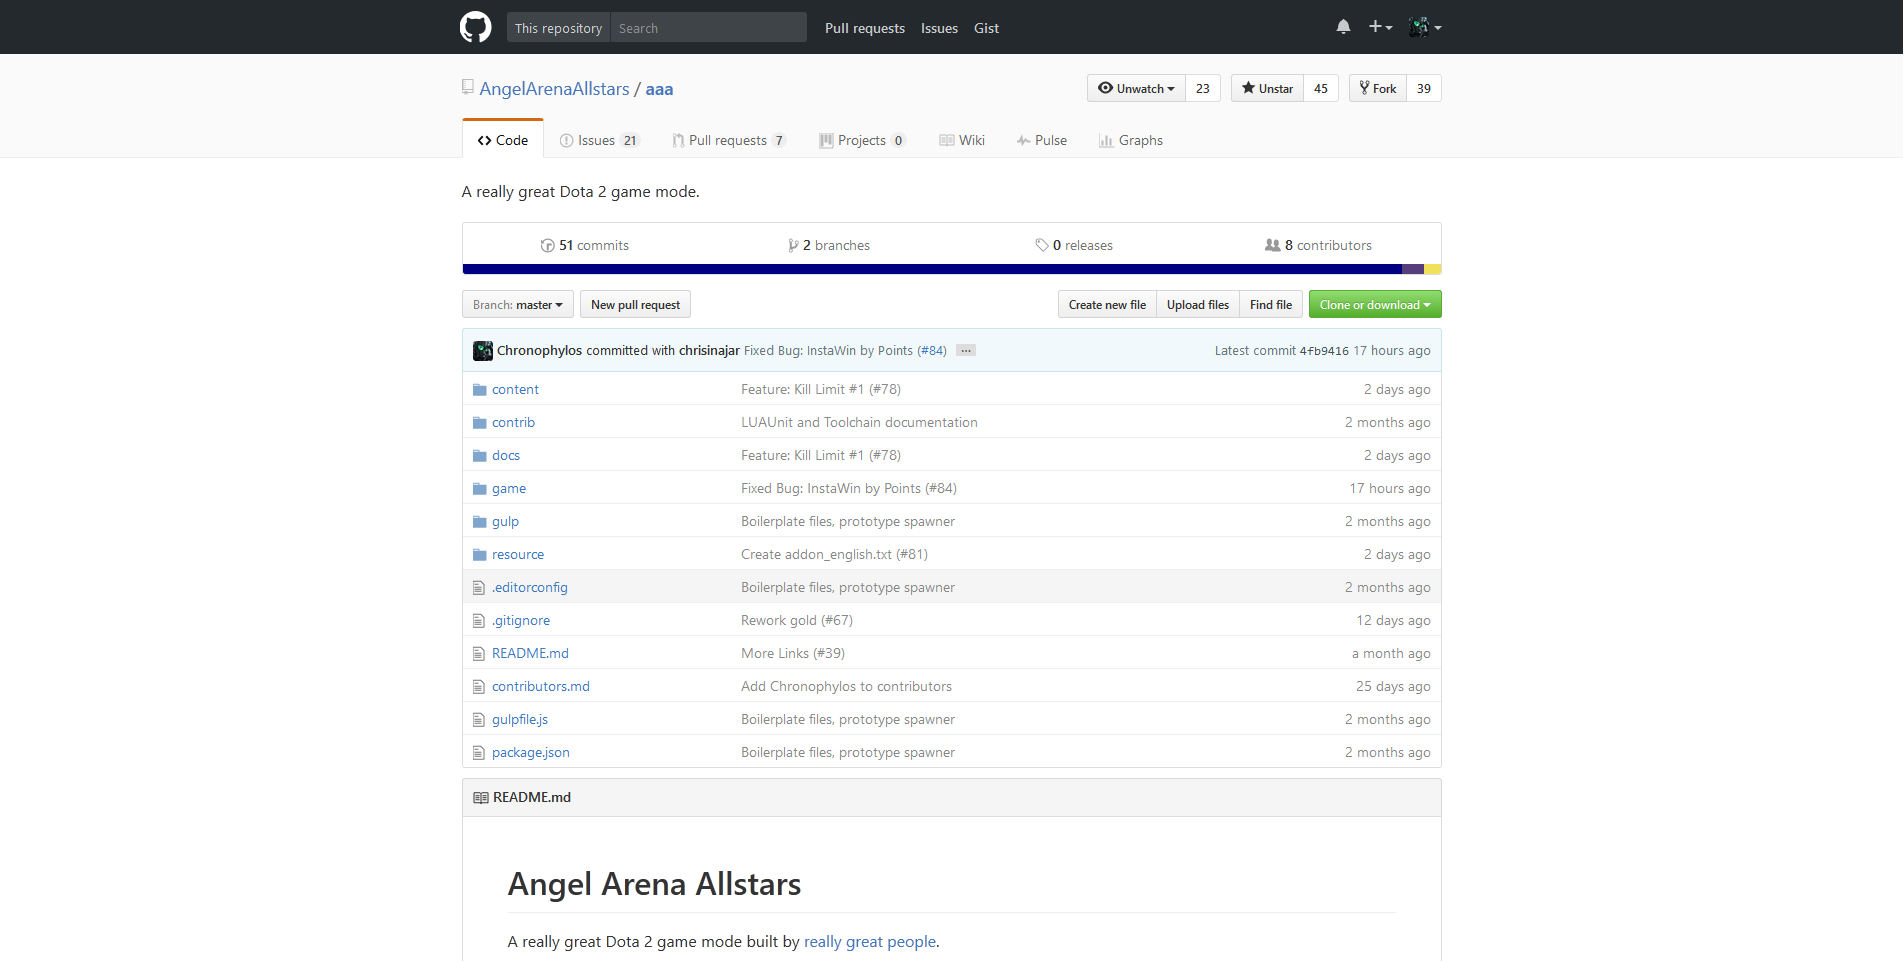 This repository Search Pull requests Issues Gist
AngelArenaAllstars / aaa Unwatch 23 Unstar 45 Fork 39
Code Issues 21 Pull requests 7 Projects 0 Wiki Pulse Graphs
A really great Dota 2 game mode.
51 commits 2 branches 0 releases 8 contributors
Branch: master New pull request Create new file Upload files Find file Clone or download
Chronophylos committed with chrisinajar Fixed Bug: InstaWin by Points (#84) ... Latest commit 4fb9416 17 hours ago
content Feature: Kill Limit #1 (#78) 2 days ago
contrib LUAUnit and Toolchain documentation 2 months ago
docs Feature: Kill Limit #1 (#78) 2 days ago
game Fixed Bug: InstaWin by Points (#84) 17 hours ago
gulp Boilerplate files, prototype spawner 2 months ago
resource Create addon_english.txt (#81) 2 days ago
.editorconfig Boilerplate files, prototype spawner 2 months ago
.gitignore Rework gold (#67) 12 days ago
README.md More Links (#39) a month ago
contributors.md Add Chronophylos to contributors 25 days ago
gulpfile.js Boilerplate files, prototype spawner 2 months ago
package.json Boilerplate files, prototype spawner 2 months ago
README.md
Angel Arena Allstars
A really great Dota 2 game mode built by really great people.